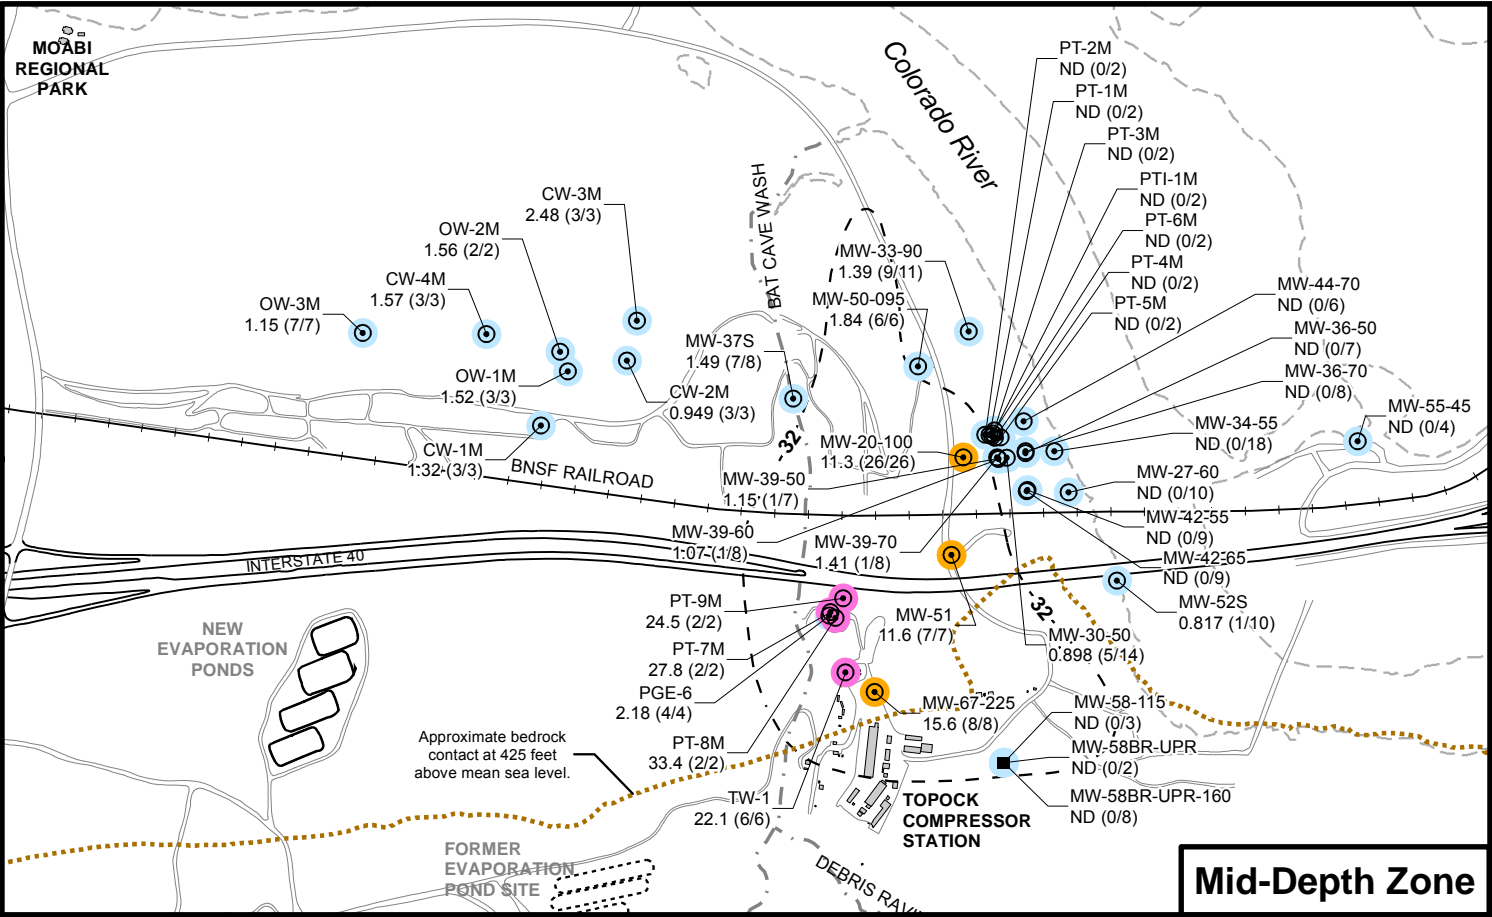 MOABI
REGIONAL
PARK
Colorado River
BAT CAVE WASH
PT-2M
ND (0/2)
PT-1M
ND (0/2)
PT-3M
ND (0/2)
PTI-1M
ND (0/2)
PT-6M
ND (0/2)
PT-4M
ND (0/2)
PT-5M
ND (0/2)
CW-3M
2.48 (3/3)
OW-2M
1.56 (2/2)
CW-4M
1.57 (3/3)
OW-3M
1.15 (7/7)
MW-33-90
1.39 (9/11)
MW-50-095
1.84 (6/6)
MW-44-70
ND (0/6)
MW-36-50
ND (0/7)
MW-36-70
ND (0/8)
MW-37S
1.49 (7/8)
OW-1M
1.52 (3/3)
CW-2M
0.949 (3/3)
MW-55-45
ND (0/4)
MW-34-55
ND (0/18)
CW-1M
1.32 (3/3)
BNSF RAILROAD
32
MW-20-100
11.3 (26/26)
MW-39-50
1.15 (1/7)
MW-27-60
ND (0/10)
MW-42-55
ND (0/9)
MW-39-60
1.07 (1/8)
MW-39-70
1.41 (1/8)
MW-42-65
ND (0/9)
INTERSTATE 40
MW-52S
0.817 (1/10)
PT-9M
24.5 (2/2)
MW-51
11.6 (7/7)
32
MW-30-50
0.898 (5/14)
NEW
EVAPORATION
PONDS
PT-7M
27.8 (2/2)
PGE-6
2.18 (4/4)
MW-67-225
15.6 (8/8)
MW-58-115
ND (0/3)
Approximate bedrock
contact at 425 feet
above mean sea level.
PT-8M
33.4 (2/2)
MW-58BR-UPR
ND (0/2)
TW-1
22.1 (6/6)
MW-58BR-UPR-160
ND (0/8)
TOPOCK
COMPRESSOR
STATION
FORMER
EVAPORATION
POND SITE
DEBRIS RAVI
Mid-Depth Zone